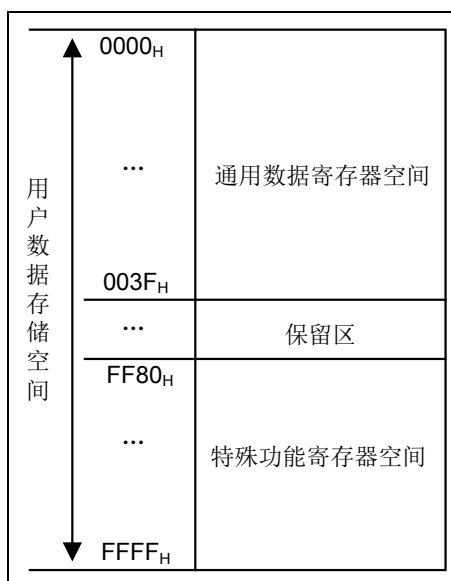 0000H
...
通用数据寄存器空间
003FH
用户数据存储空间
...
保留区
FF80H
...
特殊功能寄存器空间
FFFFH